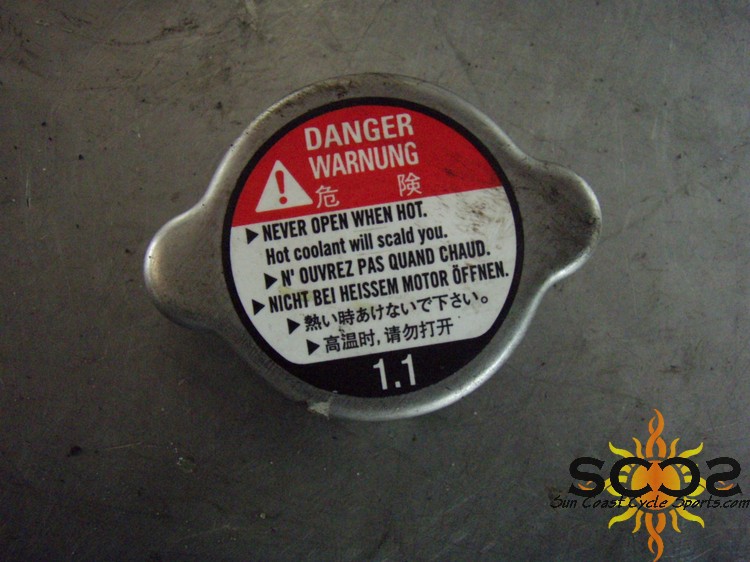 DANGER
WARNUNG
危 険
▶ NEVER OPEN WHEN HOT.
Hot coolant will scald you.
▶ N' OUVREZ PAS QUAND CHAUD.
▶ NICHT BEI HEISSEM MOTOR ÖFFNEN.
▶ 熱い時あけないで下さい。
▶ 高温时,请勿打开
1.1
SCCS
Sun Coast Cycle Sports.com